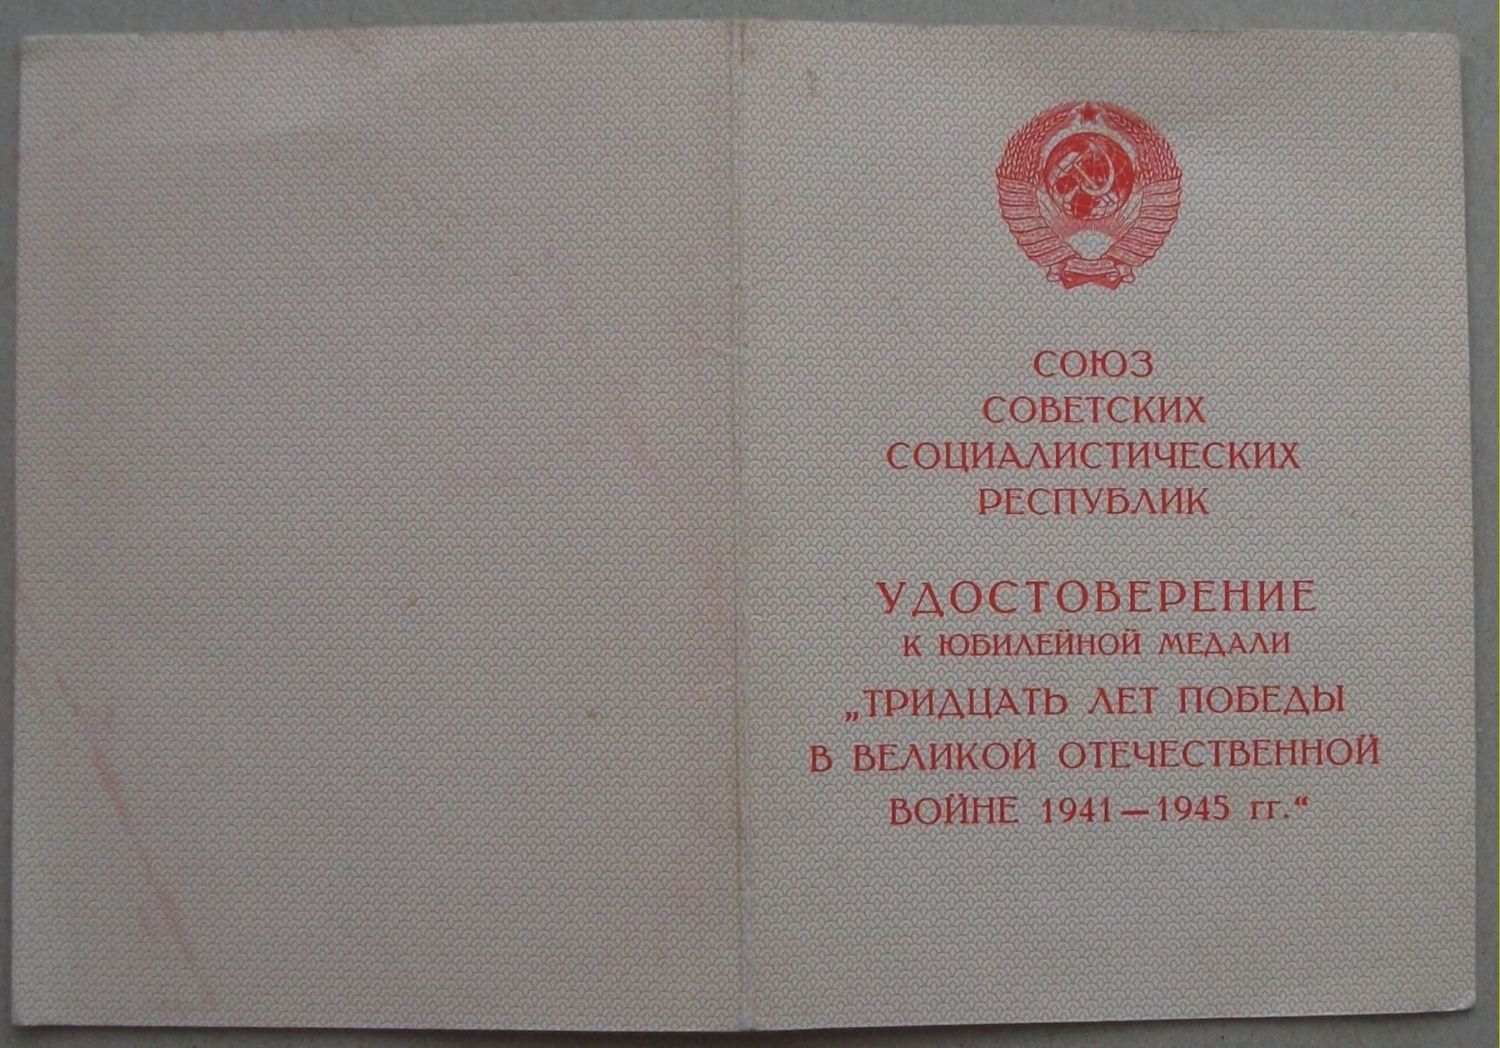 СОЮЗ
СОВЕТСКИХ
СОЦИАЛИСТИЧЕСКИХ
РЕСПУБЛИК
УДОСТОВЕРЕНИЕ
К ЮБИЛЕЙНОЙ МЕДАЛИ
„ТРИДЦАТЬ ЛЕТ ПОБЕДЫ
В ВЕЛИКОЙ ОТЕЧЕСТВЕННОЙ
ВОЙНЕ 1941—1945 гг.“